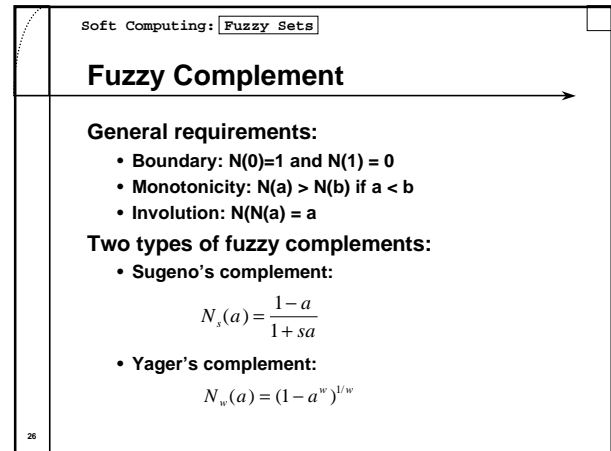 Soft Computing: Fuzzy Sets
Fuzzy Complement
General requirements:
• Boundary: N(0)=1 and N(1) = 0
• Monotonicity: N(a) > N(b) if a < b
• Involution: N(N(a) = a
Two types of fuzzy complements:
• Sugeno's complement:
N_s(a) = \frac{1-a}{1+sa}
• Yager's complement:
N_w(a) = (1 - a^w)^{1/w}
26